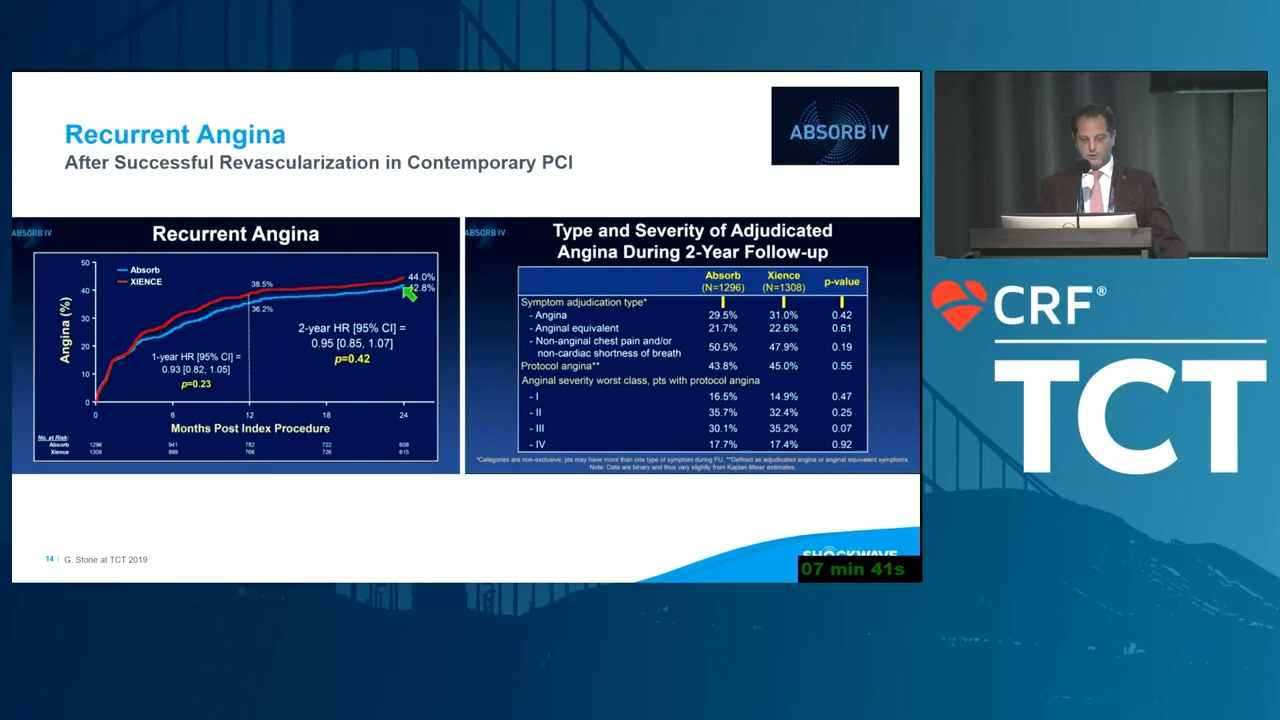 Recurrent Angina
After Successful Revascularization in Contemporary PCI
ABSORB IV
ABSORB IV
Recurrent Angina
Absorb
XIENCE
Angina (%)
50
40
30
20
10
0
38.5%
36.2%
44.0%
42.8%
1-year HR [95% CI] =
0.93 [0.82, 1.05]
p=0.23
2-year HR [95% CI] =
0.95 [0.85, 1.07]
p=0.42
0 6 12 18 24
Months Post Index Procedure
No. at Risk:
Absorb 1296 941 782 722 608
Xience 1308 899 766 726 615
ABSORB IV
Type and Severity of Adjudicated
Angina During 2-Year Follow-up
Absorb (N=1296) Xience (N=1308) p-value
Symptom adjudication type*
- Angina 29.5% 31.0% 0.42
- Anginal equivalent 21.7% 22.6% 0.61
- Non-anginal chest pain and/or
non-cardiac shortness of breath 50.5% 47.9% 0.19
Protocol angina** 43.8% 45.0% 0.55
Anginal severity worst class, pts with protocol angina
- I 16.5% 14.9% 0.47
- II 35.7% 32.4% 0.25
- III 30.1% 35.2% 0.07
- IV 17.7% 17.4% 0.92
*Categories are non-exclusive; pts may have more than one type of symptom during FU. **Defined as adjudicated angina or anginal equivalent symptoms.
Note: Data are binary and thus vary slightly from Kaplan-Meier estimates.
14 | G. Stone at TCT 2019
SHOCKWAVE
07 min 41s
CRF®
TCT